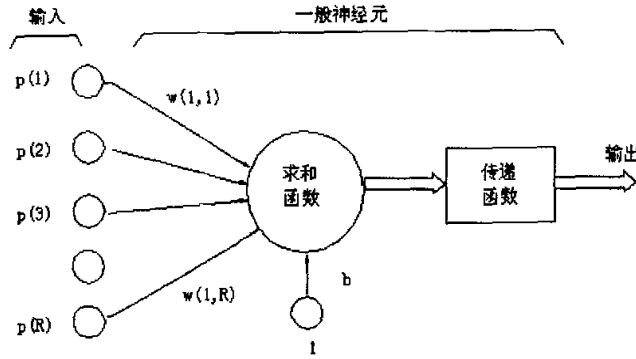 输入
一般神经元
p(1)
w(1,1)
p(2)
求和
函数
传递
函数
输出
p(3)
w(1,R)
b
p(R)
1